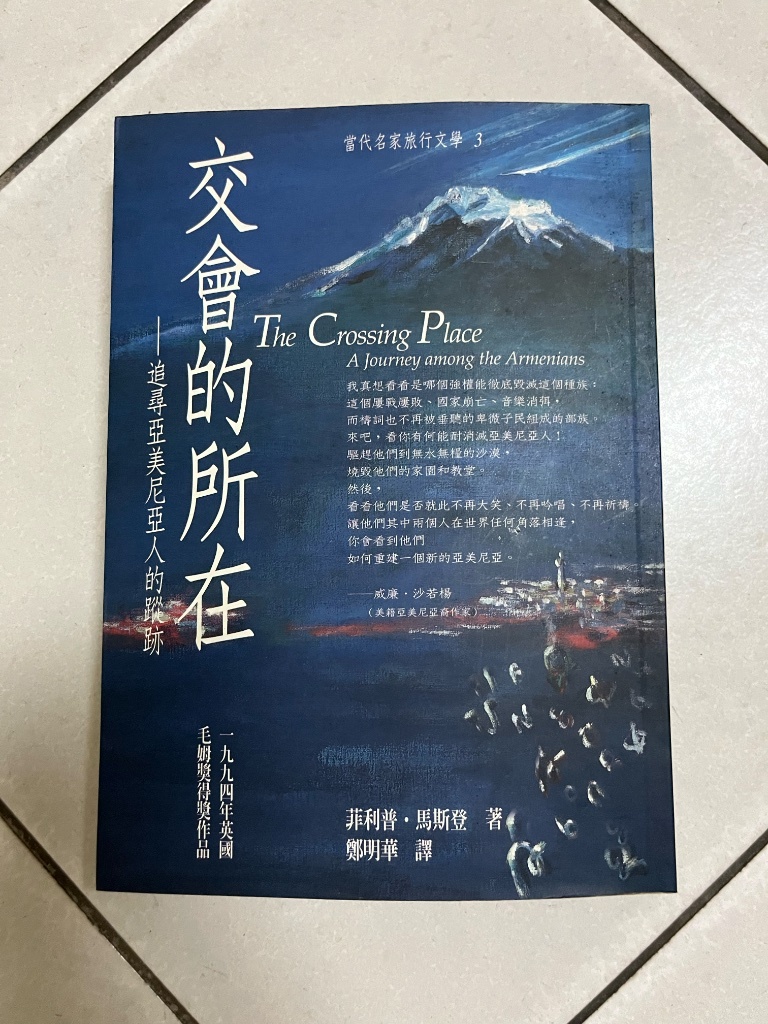 當代名家旅行文學 3
交會的所在
——追尋亞美尼亞人的蹤跡
The Crossing Place
A Journey among the Armenians
我真想看看是哪個強權能徹底毀滅這個種族：
這個屢戰屢敗、國家崩亡、音樂消弭，
而禱詞也不再被垂聽的卑微子民組成的部族。
來吧，看你有何能耐消滅亞美尼亞人！
驅趕他們到無水無糧的沙漠，
燒毀他們的家園和教堂。
然後，
看看他們是否就此不再大笑、不再吟唱、不再祈禱。
讓他們其中兩個人在世界任何角落相逢，
你會看到他們
如何重建一個新的亞美尼亞。
——威廉・沙若楊
（美籍亞美尼亞裔作家）
一九九四年英國
毛姆獎得獎作品
菲利普・馬斯登 著
鄭明華 譯